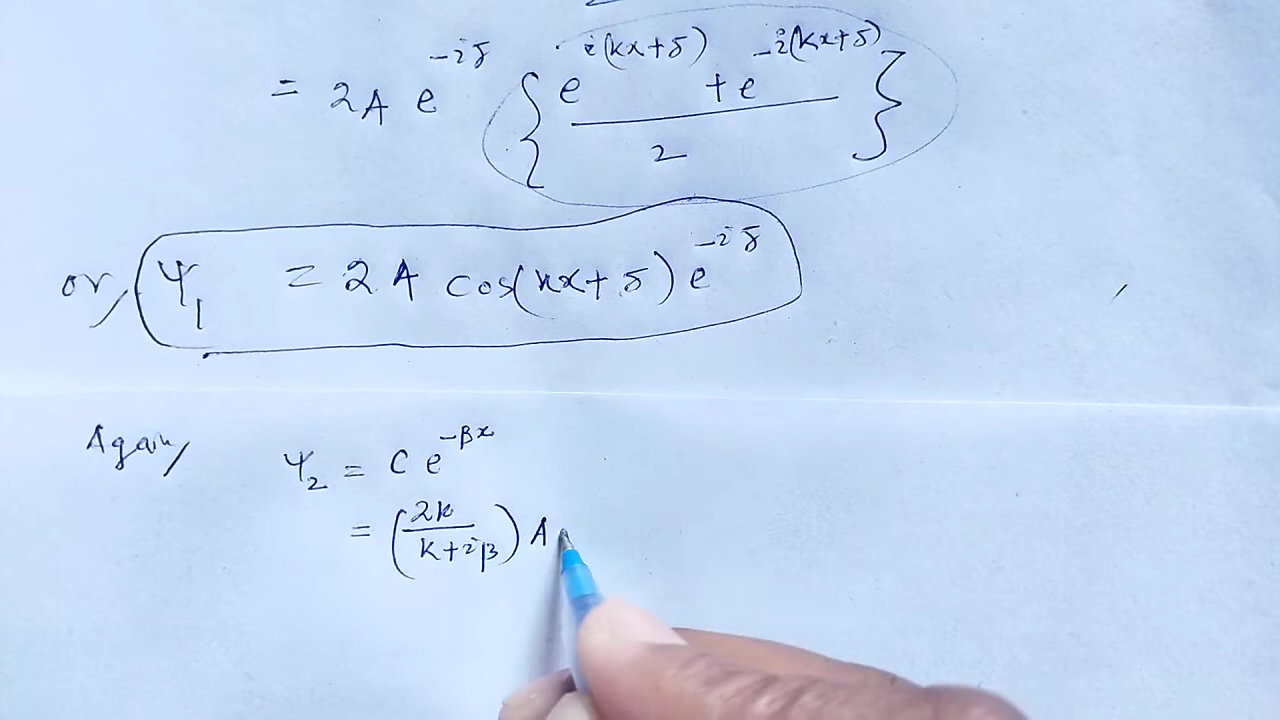 = 2A e^{-iδ} { (e^{i(kx+δ)} + e^{-i(kx+δ)}) / 2 }
or, Ψ₁ = 2A cos(kx+δ) e^{-iδ}
Again, Ψ₂ = C e^{-βx}
= (2k / (k+iβ)) A